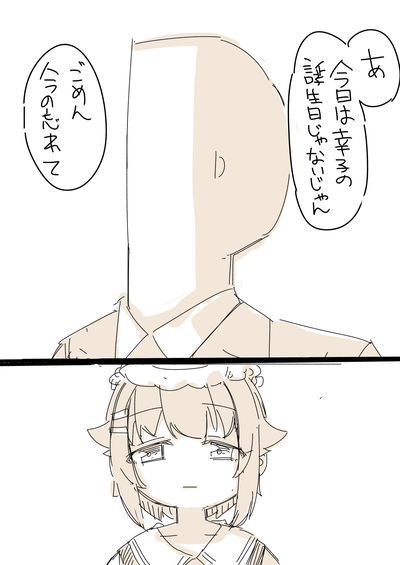 あ
今日は幸子の
誕生日じゃないじゃん
ごめん
今の忘れて